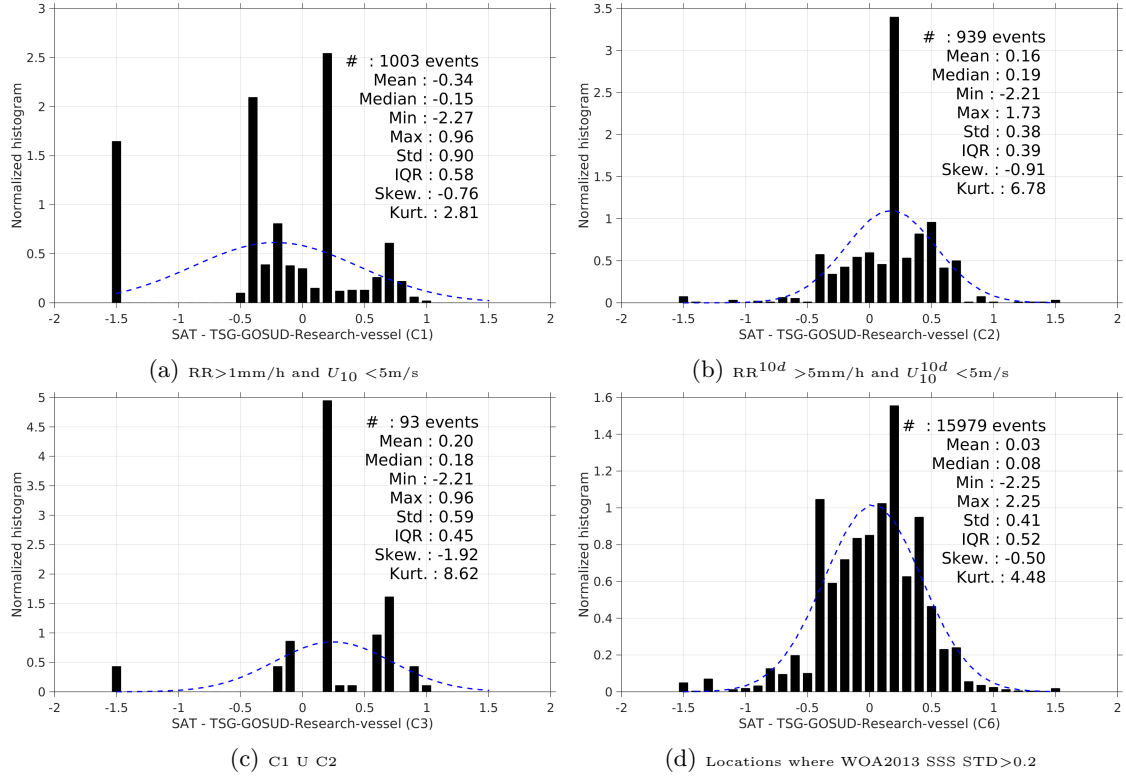 3
2.5
2
1.5
1
0.5
0
-2
-1.5
-1
-0.5
0
0.5
1
1.5
2
Normalized histogram
# : 1003 events
Mean : -0.34
Median : -0.15
Min : -2.27
Max : 0.96
Std : 0.90
IQR : 0.58
Skew. : -0.76
Kurt. : 2.81
SAT - TSG-GOSUD-Research-vessel (C1)
(a) RR>1mm/h and U10 <5m/s
3.5
3
2.5
2
1.5
1
0.5
0
-2
-1.5
-1
-0.5
0
0.5
1
1.5
2
Normalized histogram
# : 939 events
Mean : 0.16
Median : 0.19
Min : -2.21
Max : 1.73
Std : 0.38
IQR : 0.39
Skew. : -0.91
Kurt. : 6.78
SAT - TSG-GOSUD-Research-vessel (C2)
(b) RR10d >5mm/h and U10d10 <5m/s
5
4.5
4
3.5
3
2.5
2
1.5
1
0.5
0
-2
-1.5
-1
-0.5
0
0.5
1
1.5
2
Normalized histogram
# : 93 events
Mean : 0.20
Median : 0.18
Min : -2.21
Max : 0.96
Std : 0.59
IQR : 0.45
Skew. : -1.92
Kurt. : 8.62
SAT - TSG-GOSUD-Research-vessel (C3)
(c) C1 U C2
1.6
1.4
1.2
1
0.8
0.6
0.4
0.2
0
-2
-1.5
-1
-0.5
0
0.5
1
1.5
2
Normalized histogram
# : 15979 events
Mean : 0.03
Median : 0.08
Min : -2.25
Max : 2.25
Std : 0.41
IQR : 0.52
Skew. : -0.50
Kurt. : 4.48
SAT - TSG-GOSUD-Research-vessel (C6)
(d) Locations where WOA2013 SSS STD>0.2